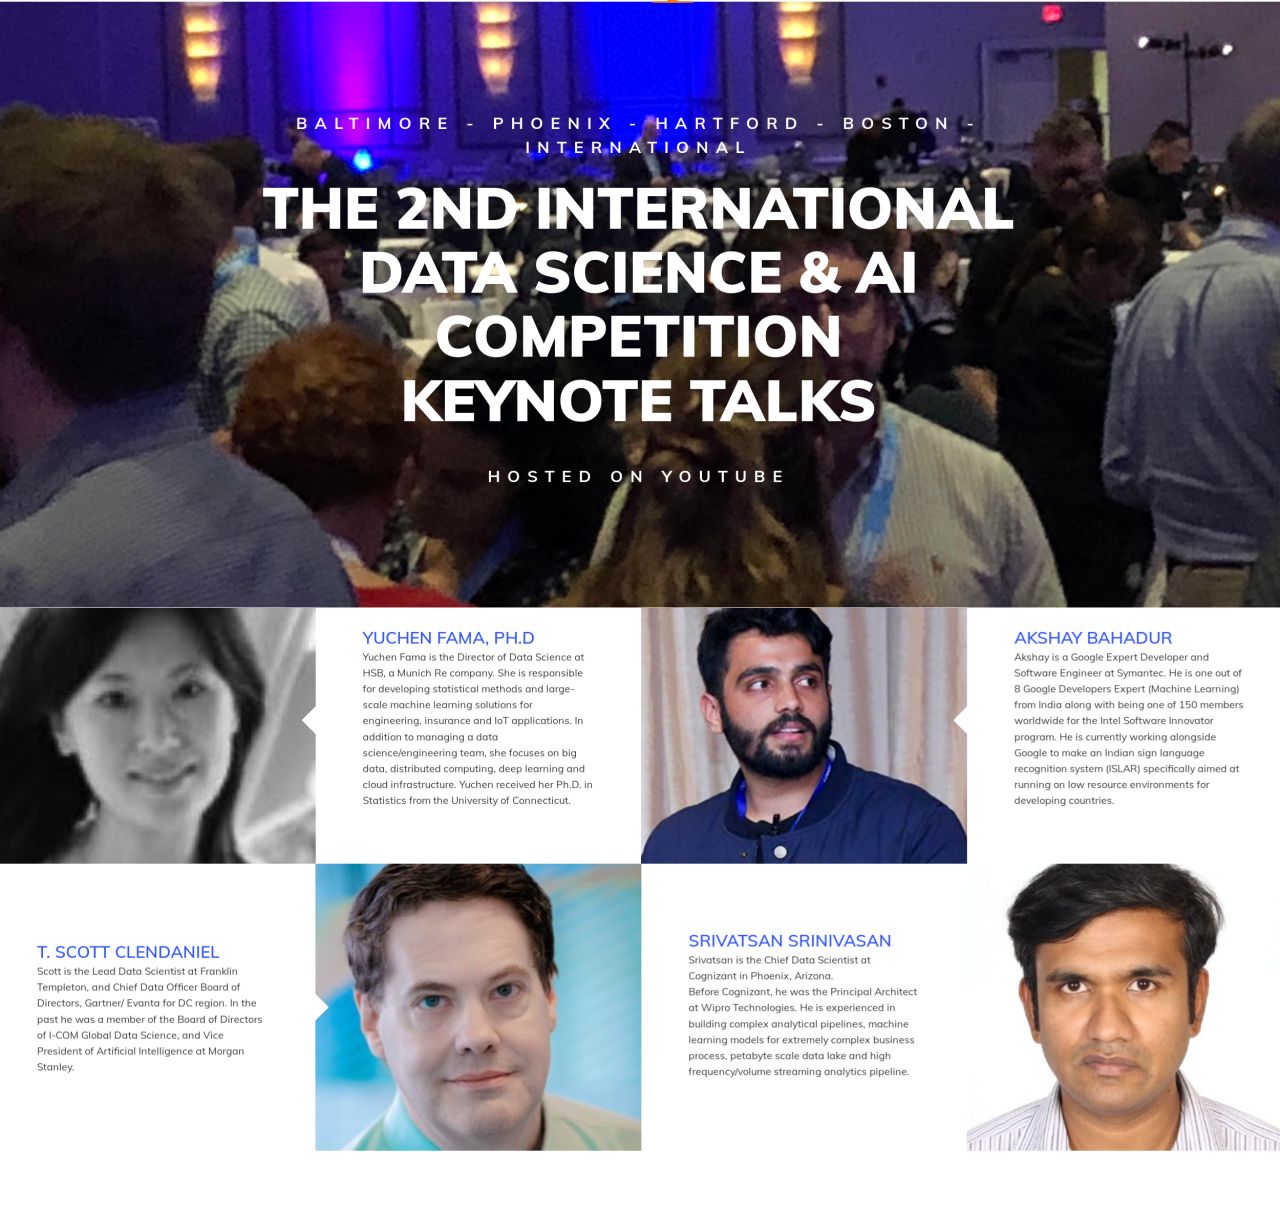 BALTIMORE - PHOENIX - HARTFORD - BOSTON -
INTERNATIONAL
THE 2ND INTERNATIONAL
DATA SCIENCE & AI
COMPETITION
KEYNOTE TALKS
HOSTED ON YOUTUBE
YUCHEN FAMA, PH.D
Yuchen Fama is the Director of Data Science at
HSB, a Munich Re company. She is responsible
for developing statistical methods and large-
scale machine learning solutions for
engineering, insurance and IoT applications. In
addition to managing a data
science/engineering team, she focuses on big
data, distributed computing, deep learning and
cloud infrastructure. Yuchen received her Ph.D. in
Statistics from the University of Connecticut.
AKSHAY BAHADUR
Akshay is a Google Expert Developer and
Software Engineer at Symantec. He is one out of
8 Google Developers Expert (Machine Learning)
from India along with being one of 150 members
worldwide for the Intel Software Innovator
program. He is currently working alongside
Google to make an Indian sign language
recognition system (ISLAR) specifically aimed at
running on low resource environments for
developing countries.
T. SCOTT CLENDANIEL
Scott is the Lead Data Scientist at Franklin
Templeton, and Chief Data Officer Board of
Directors, Gartner/ Evanta for DC region. In the
past he was a member of the Board of Directors
of I-COM Global Data Science, and Vice
President of Artificial Intelligence at Morgan
Stanley.
SRIVATSAN SRINIVASAN
Srivatsan is the Chief Data Scientist at
Cognizant in Phoenix, Arizona.
Before Cognizant, he was the Principal Architect
at Wipro Technologies. He is experienced in
building complex analytical pipelines, machine
learning models for extremely complex business
process, petabyte scale data lake and high
frequency/volume streaming analytics pipeline.